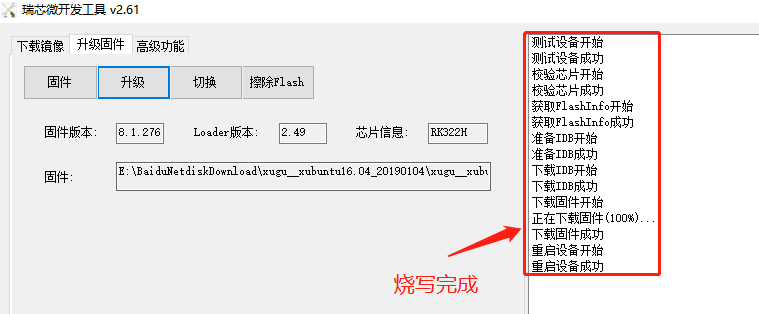 瑞芯微开发工具 v2.61
下载镜像 升级固件 高级功能
固件 升级 切换 擦除Flash
固件版本: 8.1.276 Loader版本: 2.49 芯片信息: RK322H
固件: E:\BaiduNetdiskDownload\xugu__xubuntu16.04_20190104\xugu__xubu
测试设备开始
测试设备成功
校验芯片开始
校验芯片成功
获取FlashInfo开始
获取FlashInfo成功
准备IDB开始
准备IDB成功
下载IDB开始
下载IDB成功
下载固件开始
正在下载固件(100%)...
下载固件成功
重启设备开始
重启设备成功
烧写完成